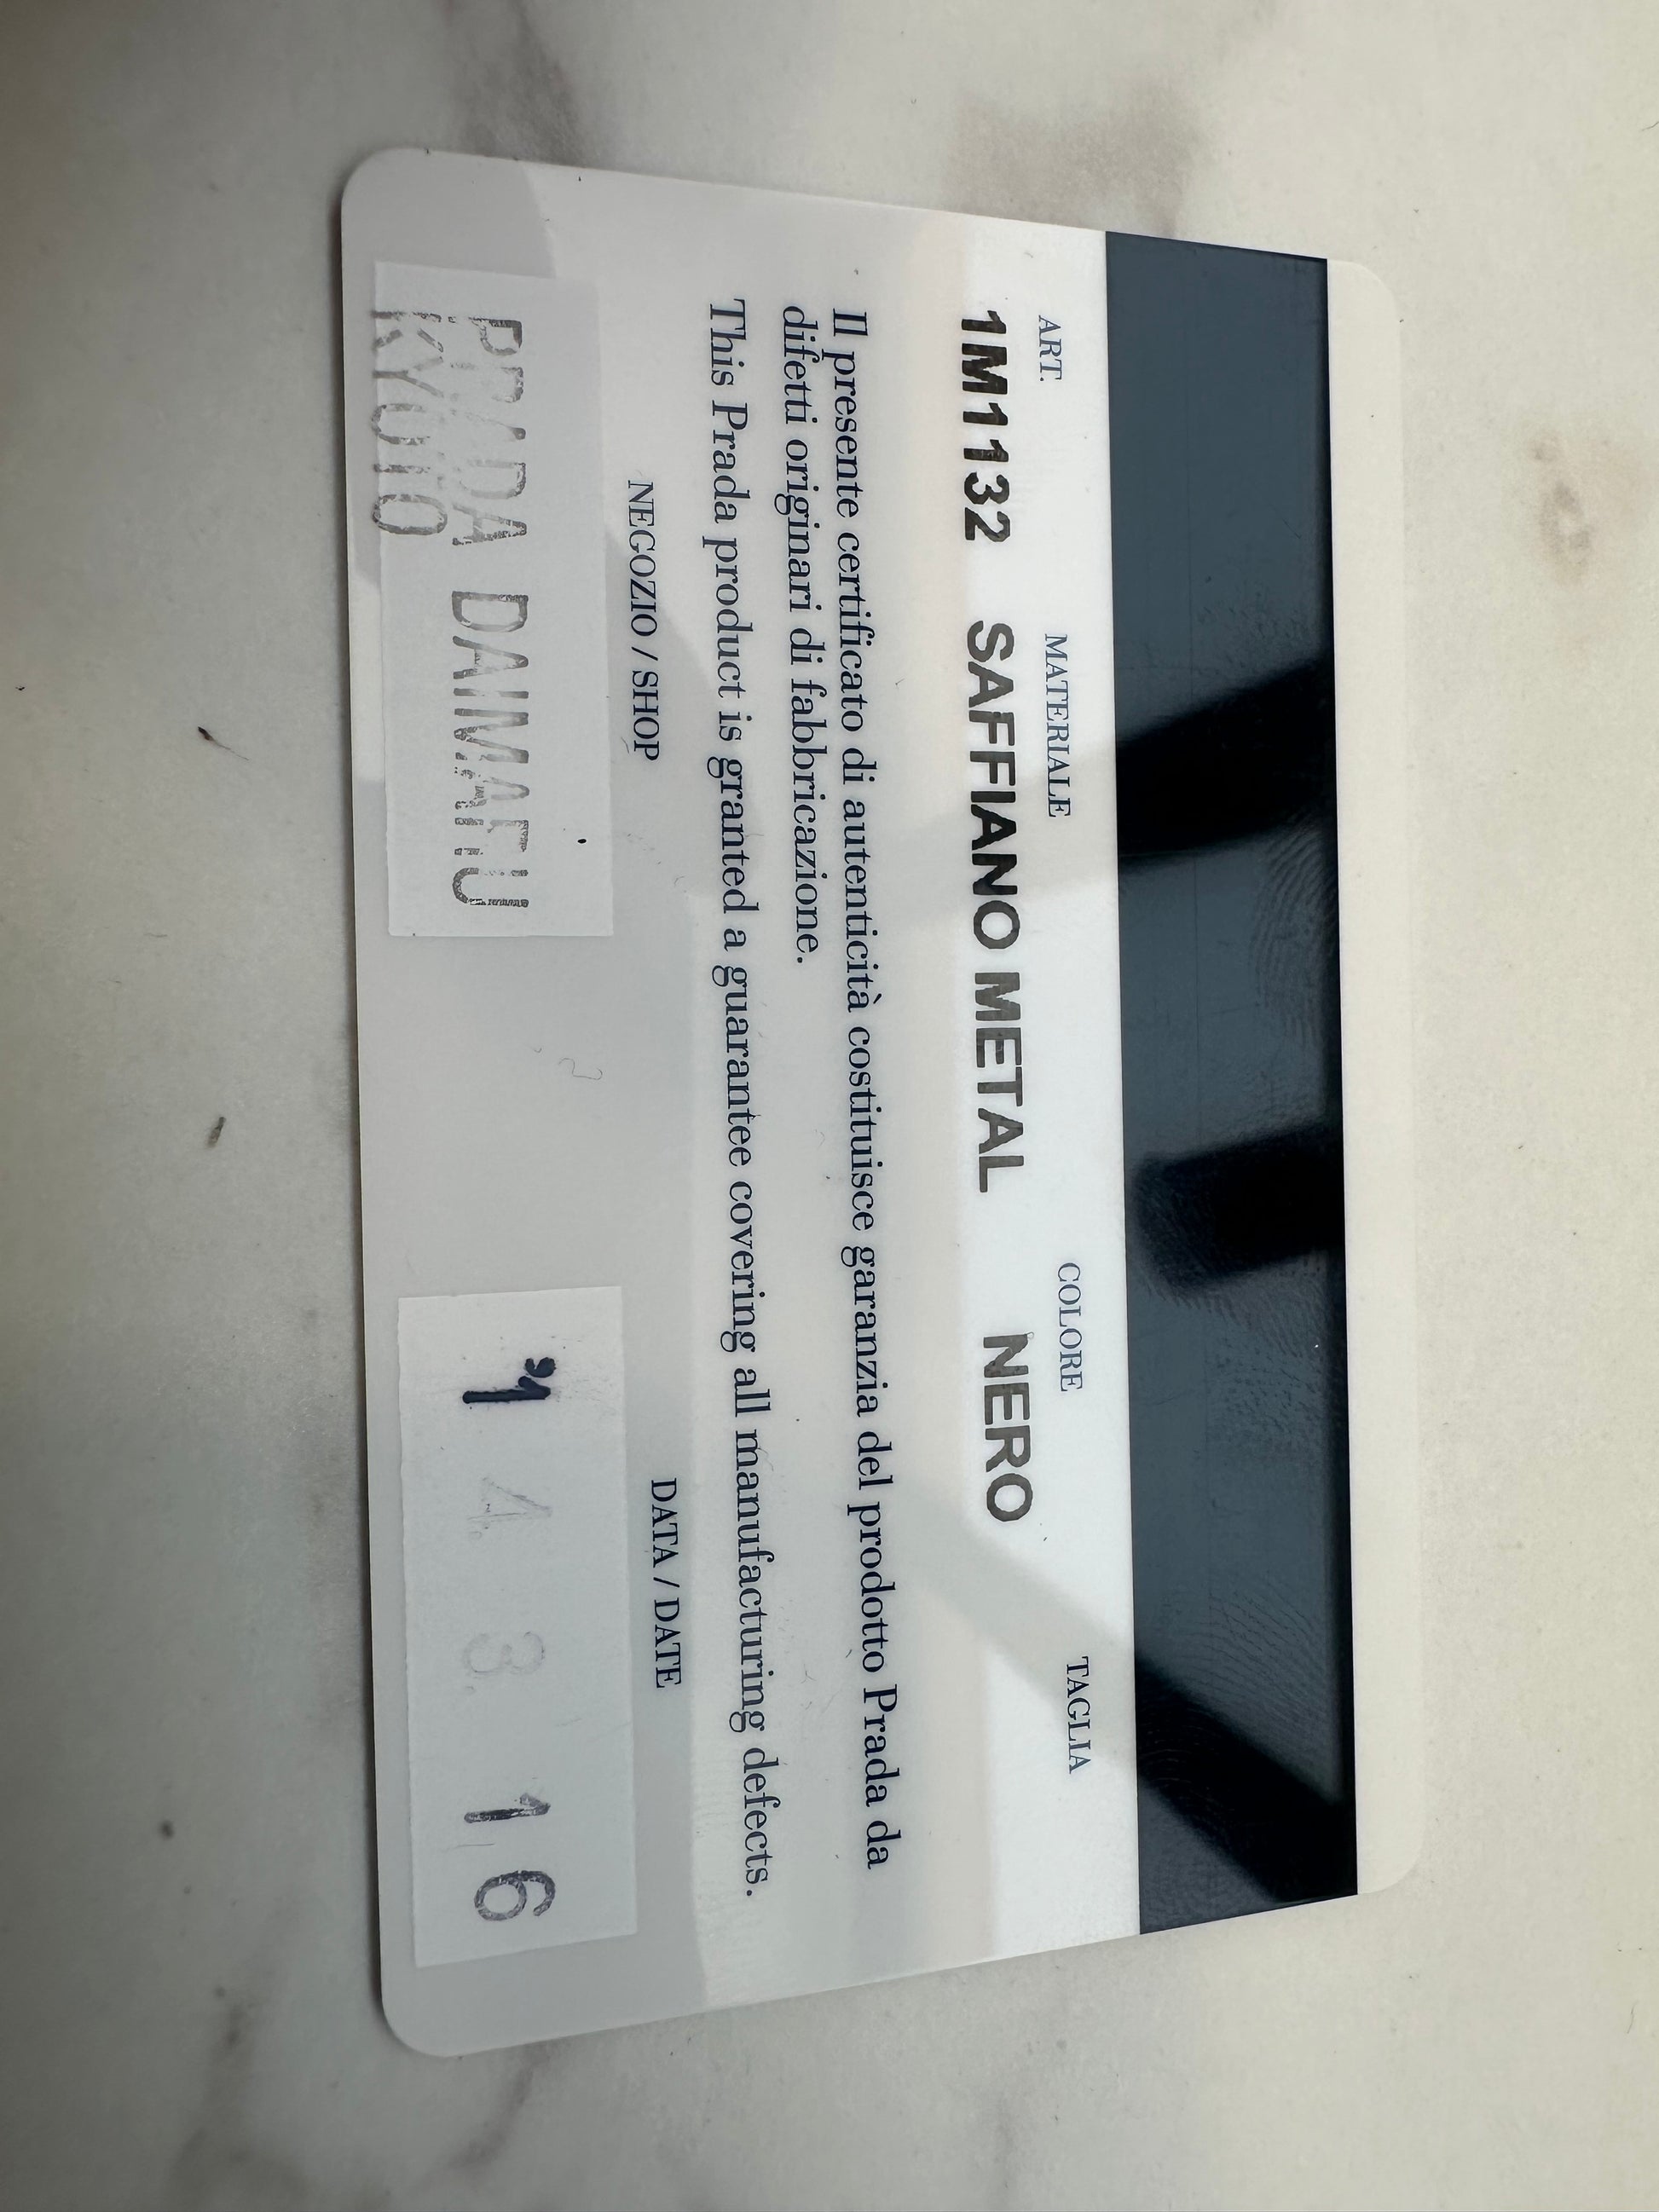 ART. MATERIALE COLORE TAGLIA
1M1132 SAFFIANO METAL NERO
Il presente certificato di autenticità costituisce garanzia del prodotto Prada da
difetti originari di fabbricazione.
This Prada product is granted a guarantee covering all manufacturing defects.
NEGOZIO / SHOP DATA / DATE
PRADA DAIMARU 14. 3. 16
KYOTO